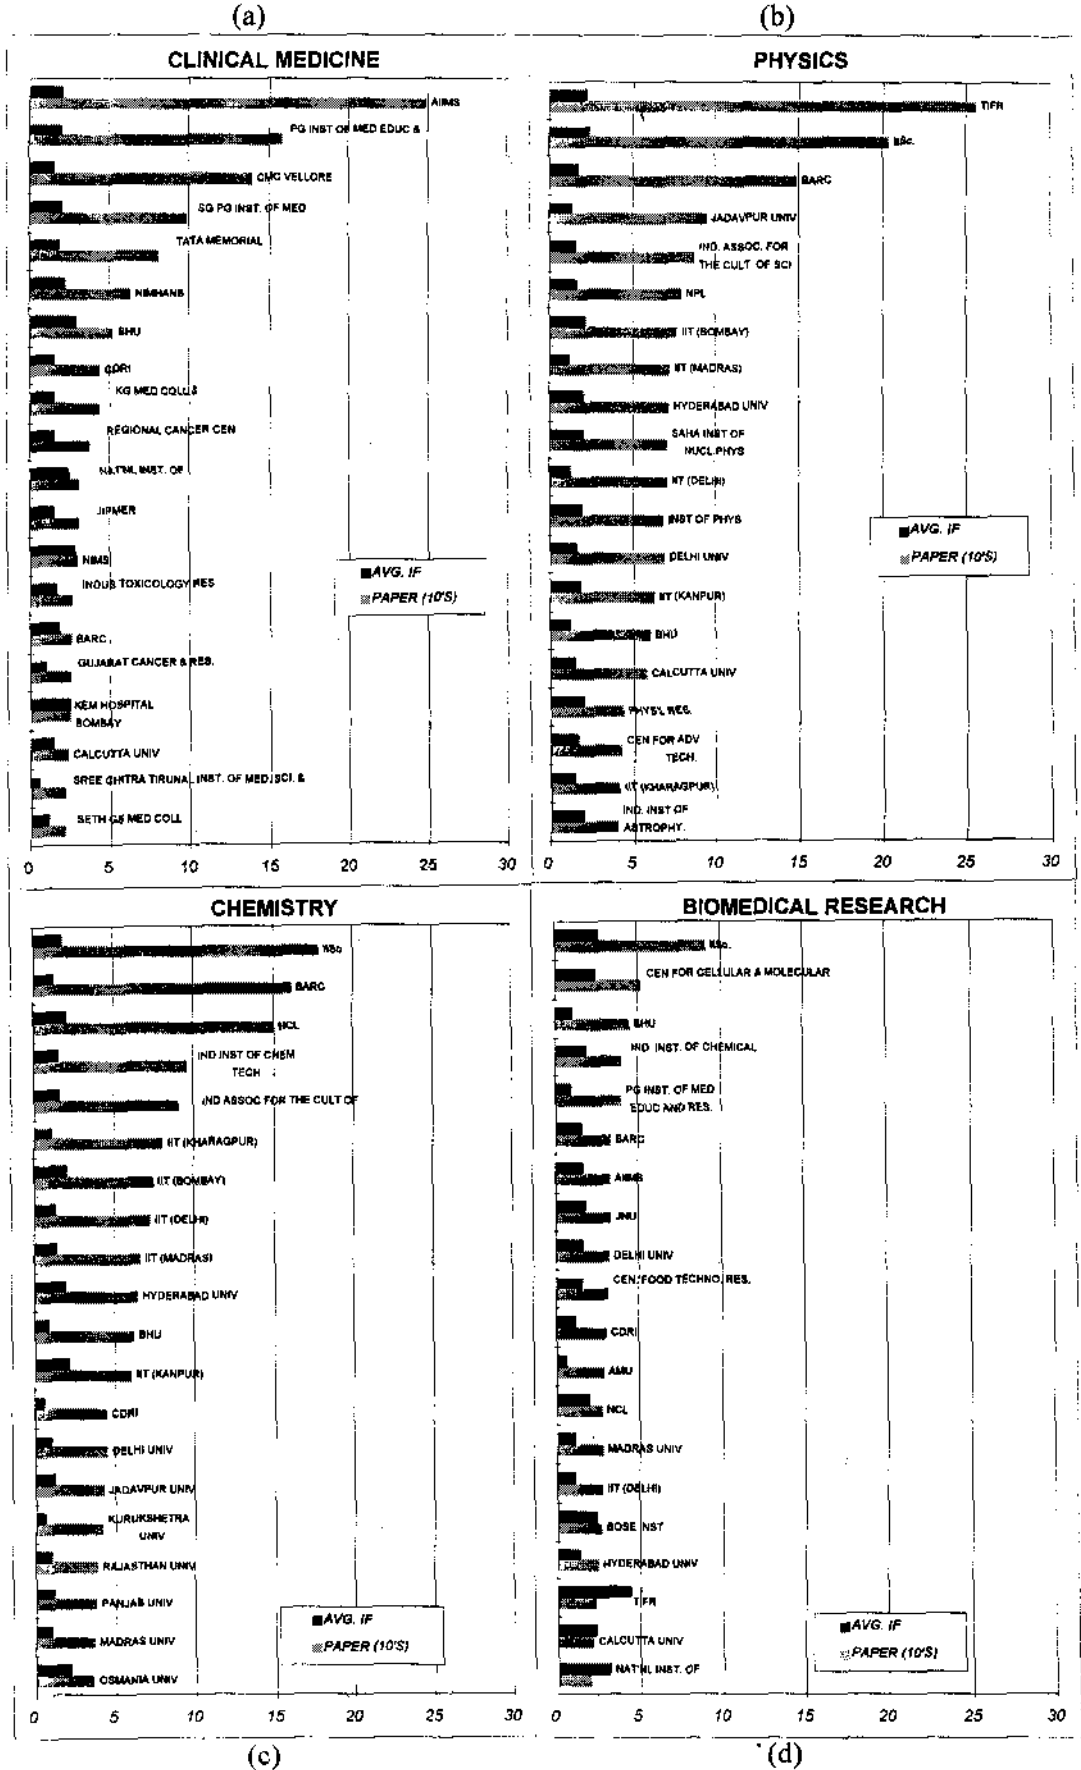 (a)
(b)
CLINICAL MEDICINE
AIIMS
PG INST OF MED EDUC &
CMC VELLORE
SG PG INST. OF MED
TATA MEMORIAL
NIMHANS
BHU
CDRI
KG MED COLL &
REGIONAL CANCER CEN
NAT'NL INST. OF
JIPMER
NIMS
INDUS TOXICOLOGY RES
BARC
GUJARAT CANCER & RES.
KEM HOSPITAL
BOMBAY
CALCUTTA UNIV
SREE CHITRA TIRUNAL INST. OF MED. SCI. &
SETH GS MED COLL
AVG. IF
PAPER (10'S)
0 5 10 15 20 25 30
PHYSICS
TIFR
IISc.
BARC
JADAVPUR UNIV
IND. ASSOC. FOR
THE CULT OF SCI
NPL
IIT (BOMBAY)
IIT (MADRAS)
HYDERABAD UNIV
SAHA INST OF
NUCL.PHYS
IIT (DELHI)
INST OF PHYS
DELHI UNIV
IIT (KANPUR)
BHU
CALCUTTA UNIV
PHYSL RES.
CEN FOR ADV
TECH.
IIT (KHARAGPUR)
IND. INST OF
ASTROPHY.
AVG. IF
PAPER (10'S)
0 5 10 15 20 25 30
CHEMISTRY
IISc
BARC
NCL
IND INST OF CHEM
TECH
IND ASSOC FOR THE CULT OF
IIT (KHARAGPUR)
IIT (BOMBAY)
IIT (DELHI)
IIT (MADRAS)
HYDERABAD UNIV
BHU
IIT (KANPUR)
CDRI
DELHI UNIV
JADAVPUR UNIV
KURUKSHETRA
UNIV
RAJASTHAN UNIV
PANJAB UNIV
MADRAS UNIV
OSMANIA UNIV
AVG. IF
PAPER (10'S)
0 5 10 15 20 25 30
BIOMEDICAL RESEARCH
IISc.
CEN FOR CELLULAR & MOLECULAR
BHU
IND INST. OF CHEMICAL
PG INST. OF MED
EDUC AND RES.
BARC
AIIMS
JNU
DELHI UNIV
CEN. FOOD TECHNO. RES.
CDRI
AMU
NCL
MADRAS UNIV
IIT (DELHI)
BOSE INST
HYDERABAD UNIV
TIFR
CALCUTTA UNIV
NAT'NL INST. OF
AVG. IF
PAPER (10'S)
0 5 10 15 20 25 30
(c)
(d)